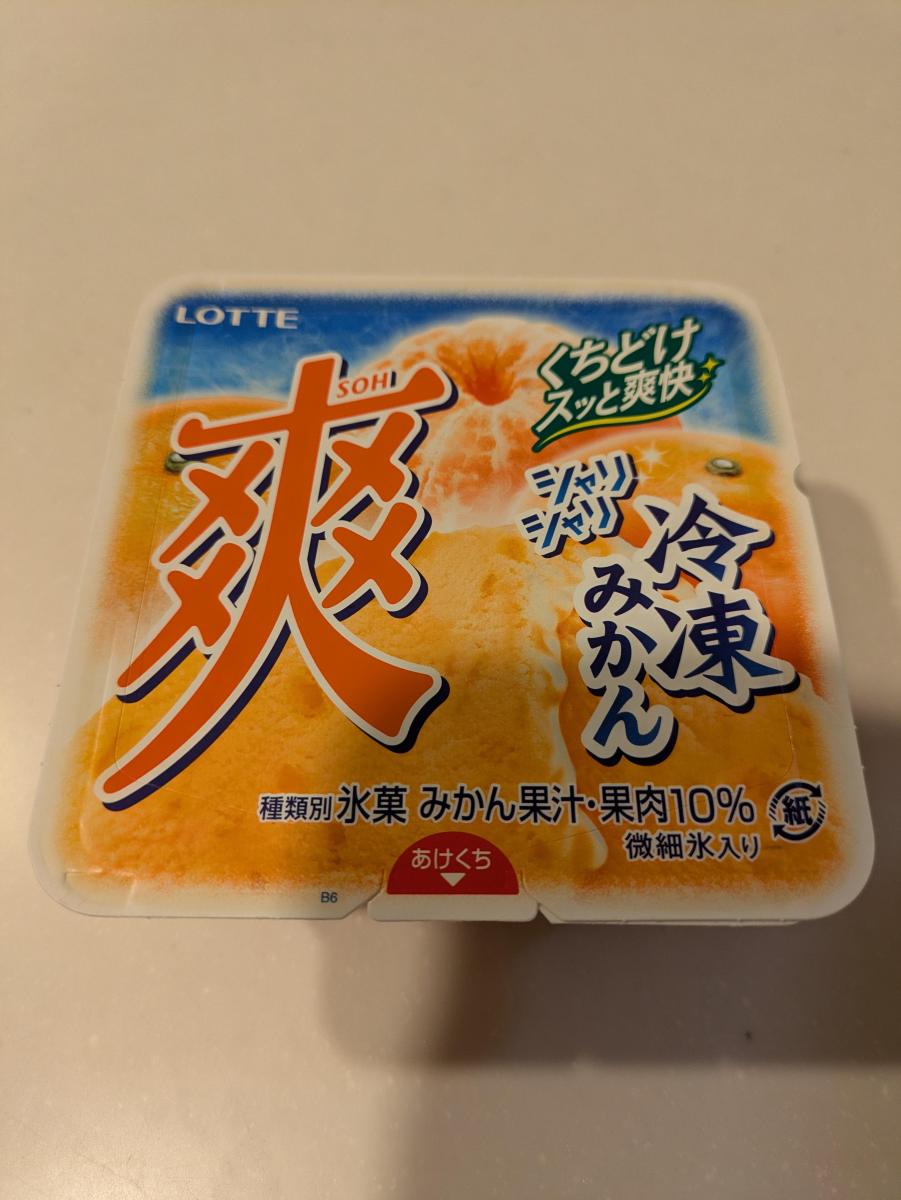 LOTTE
爽
SOH
くちどけ
スッと爽快
シャリ
シャリ
冷凍
みかん
種類別 氷菓 みかん果汁・果肉10%
微細氷入り
紙
あけくち
B6